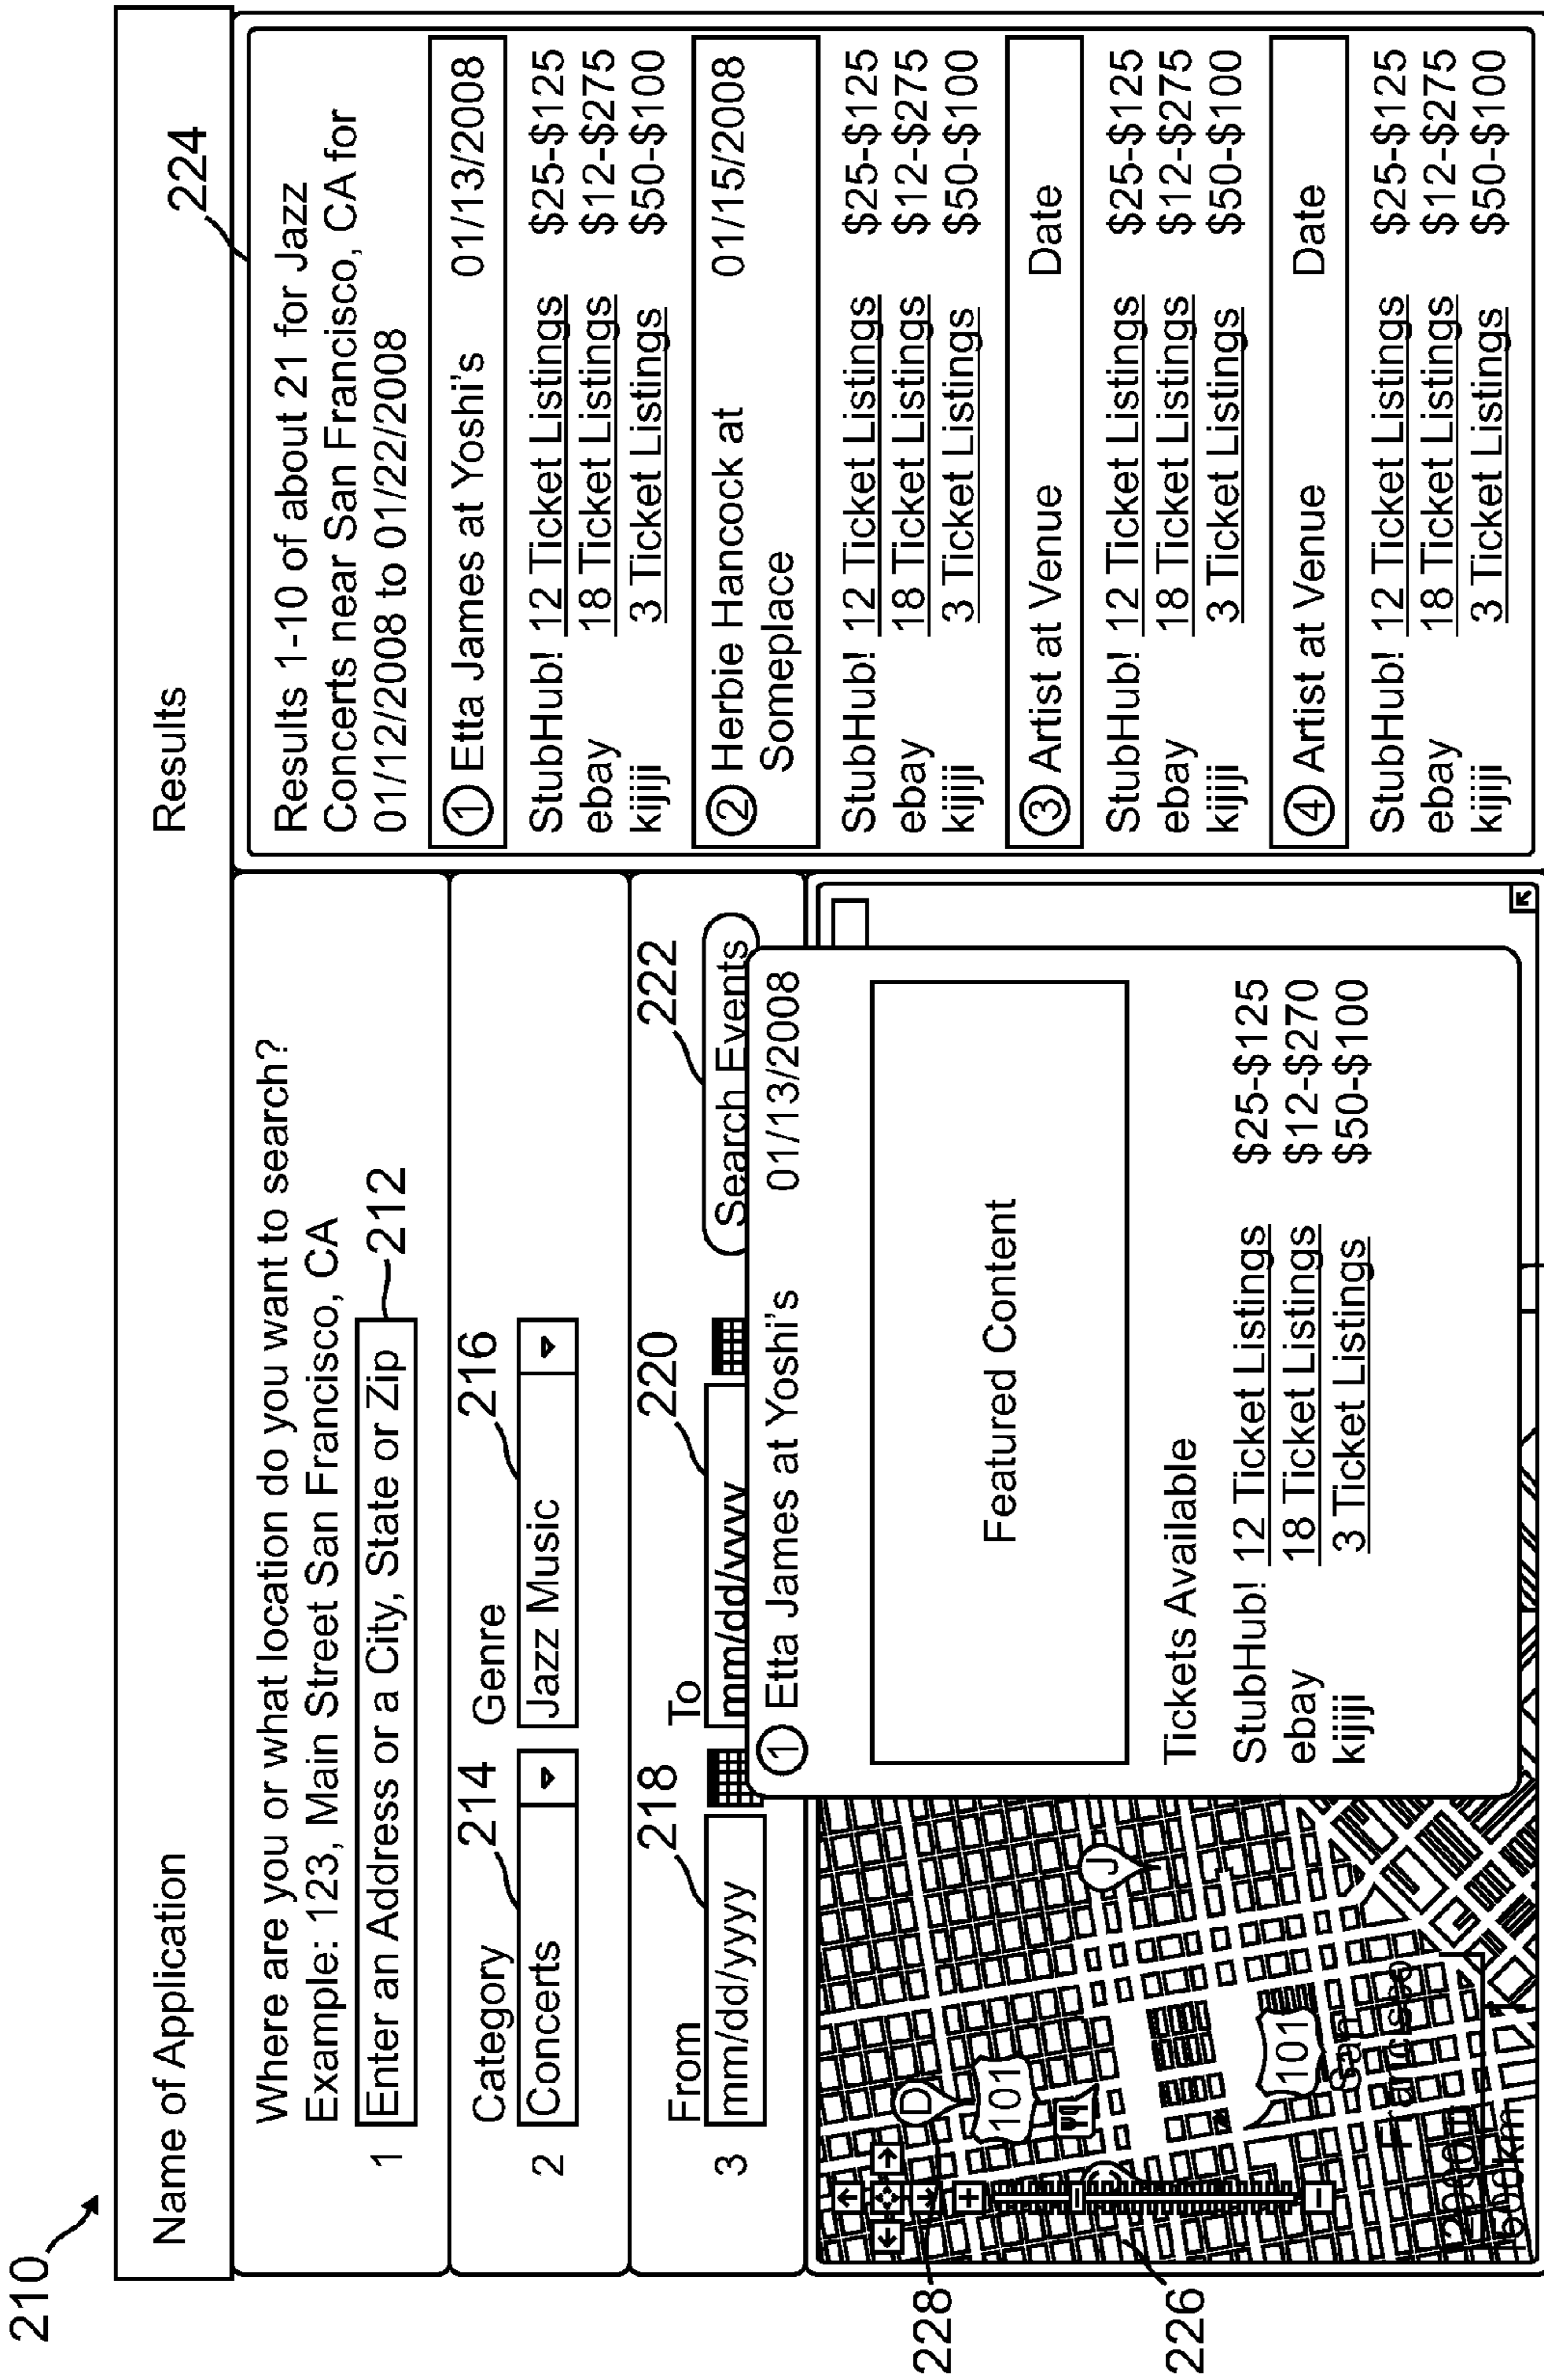 210
Name of Application
Results
Where are you or what location do you want to search?
Example: 123, Main Street San Francisco, CA
1 Enter an Address or a City, State or Zip
212
Category 214 Genre 216
2 Concerts Jazz Music
From 218 To 220 222
3 mm/dd/yyyy mm/dd/yyyy Search Events
1 Etta James at Yoshi's 01/13/2008
Featured Content
Tickets Available
StubHub! 12 Ticket Listings $25-$125
ebay 18 Ticket Listings $12-$270
kijiji 3 Ticket Listings $50-$100
D
101
J
101
San
Francisco
228
226
224
Results 1-10 of about 21 for Jazz
Concerts near San Francisco, CA for
01/12/2008 to 01/22/2008
1 Etta James at Yoshi's 01/13/2008
StubHub! 12 Ticket Listings $25-$125
ebay 18 Ticket Listings $12-$275
kijiji 3 Ticket Listings $50-$100
2 Herbie Hancock at 01/15/2008
Someplace
StubHub! 12 Ticket Listings $25-$125
ebay 18 Ticket Listings $12-$275
kijiji 3 Ticket Listings $50-$100
3 Artist at Venue Date
StubHub! 12 Ticket Listings $25-$125
ebay 18 Ticket Listings $12-$275
kijiji 3 Ticket Listings $50-$100
4 Artist at Venue Date
StubHub! 12 Ticket Listings $25-$125
ebay 18 Ticket Listings $12-$275
kijiji 3 Ticket Listings $50-$100